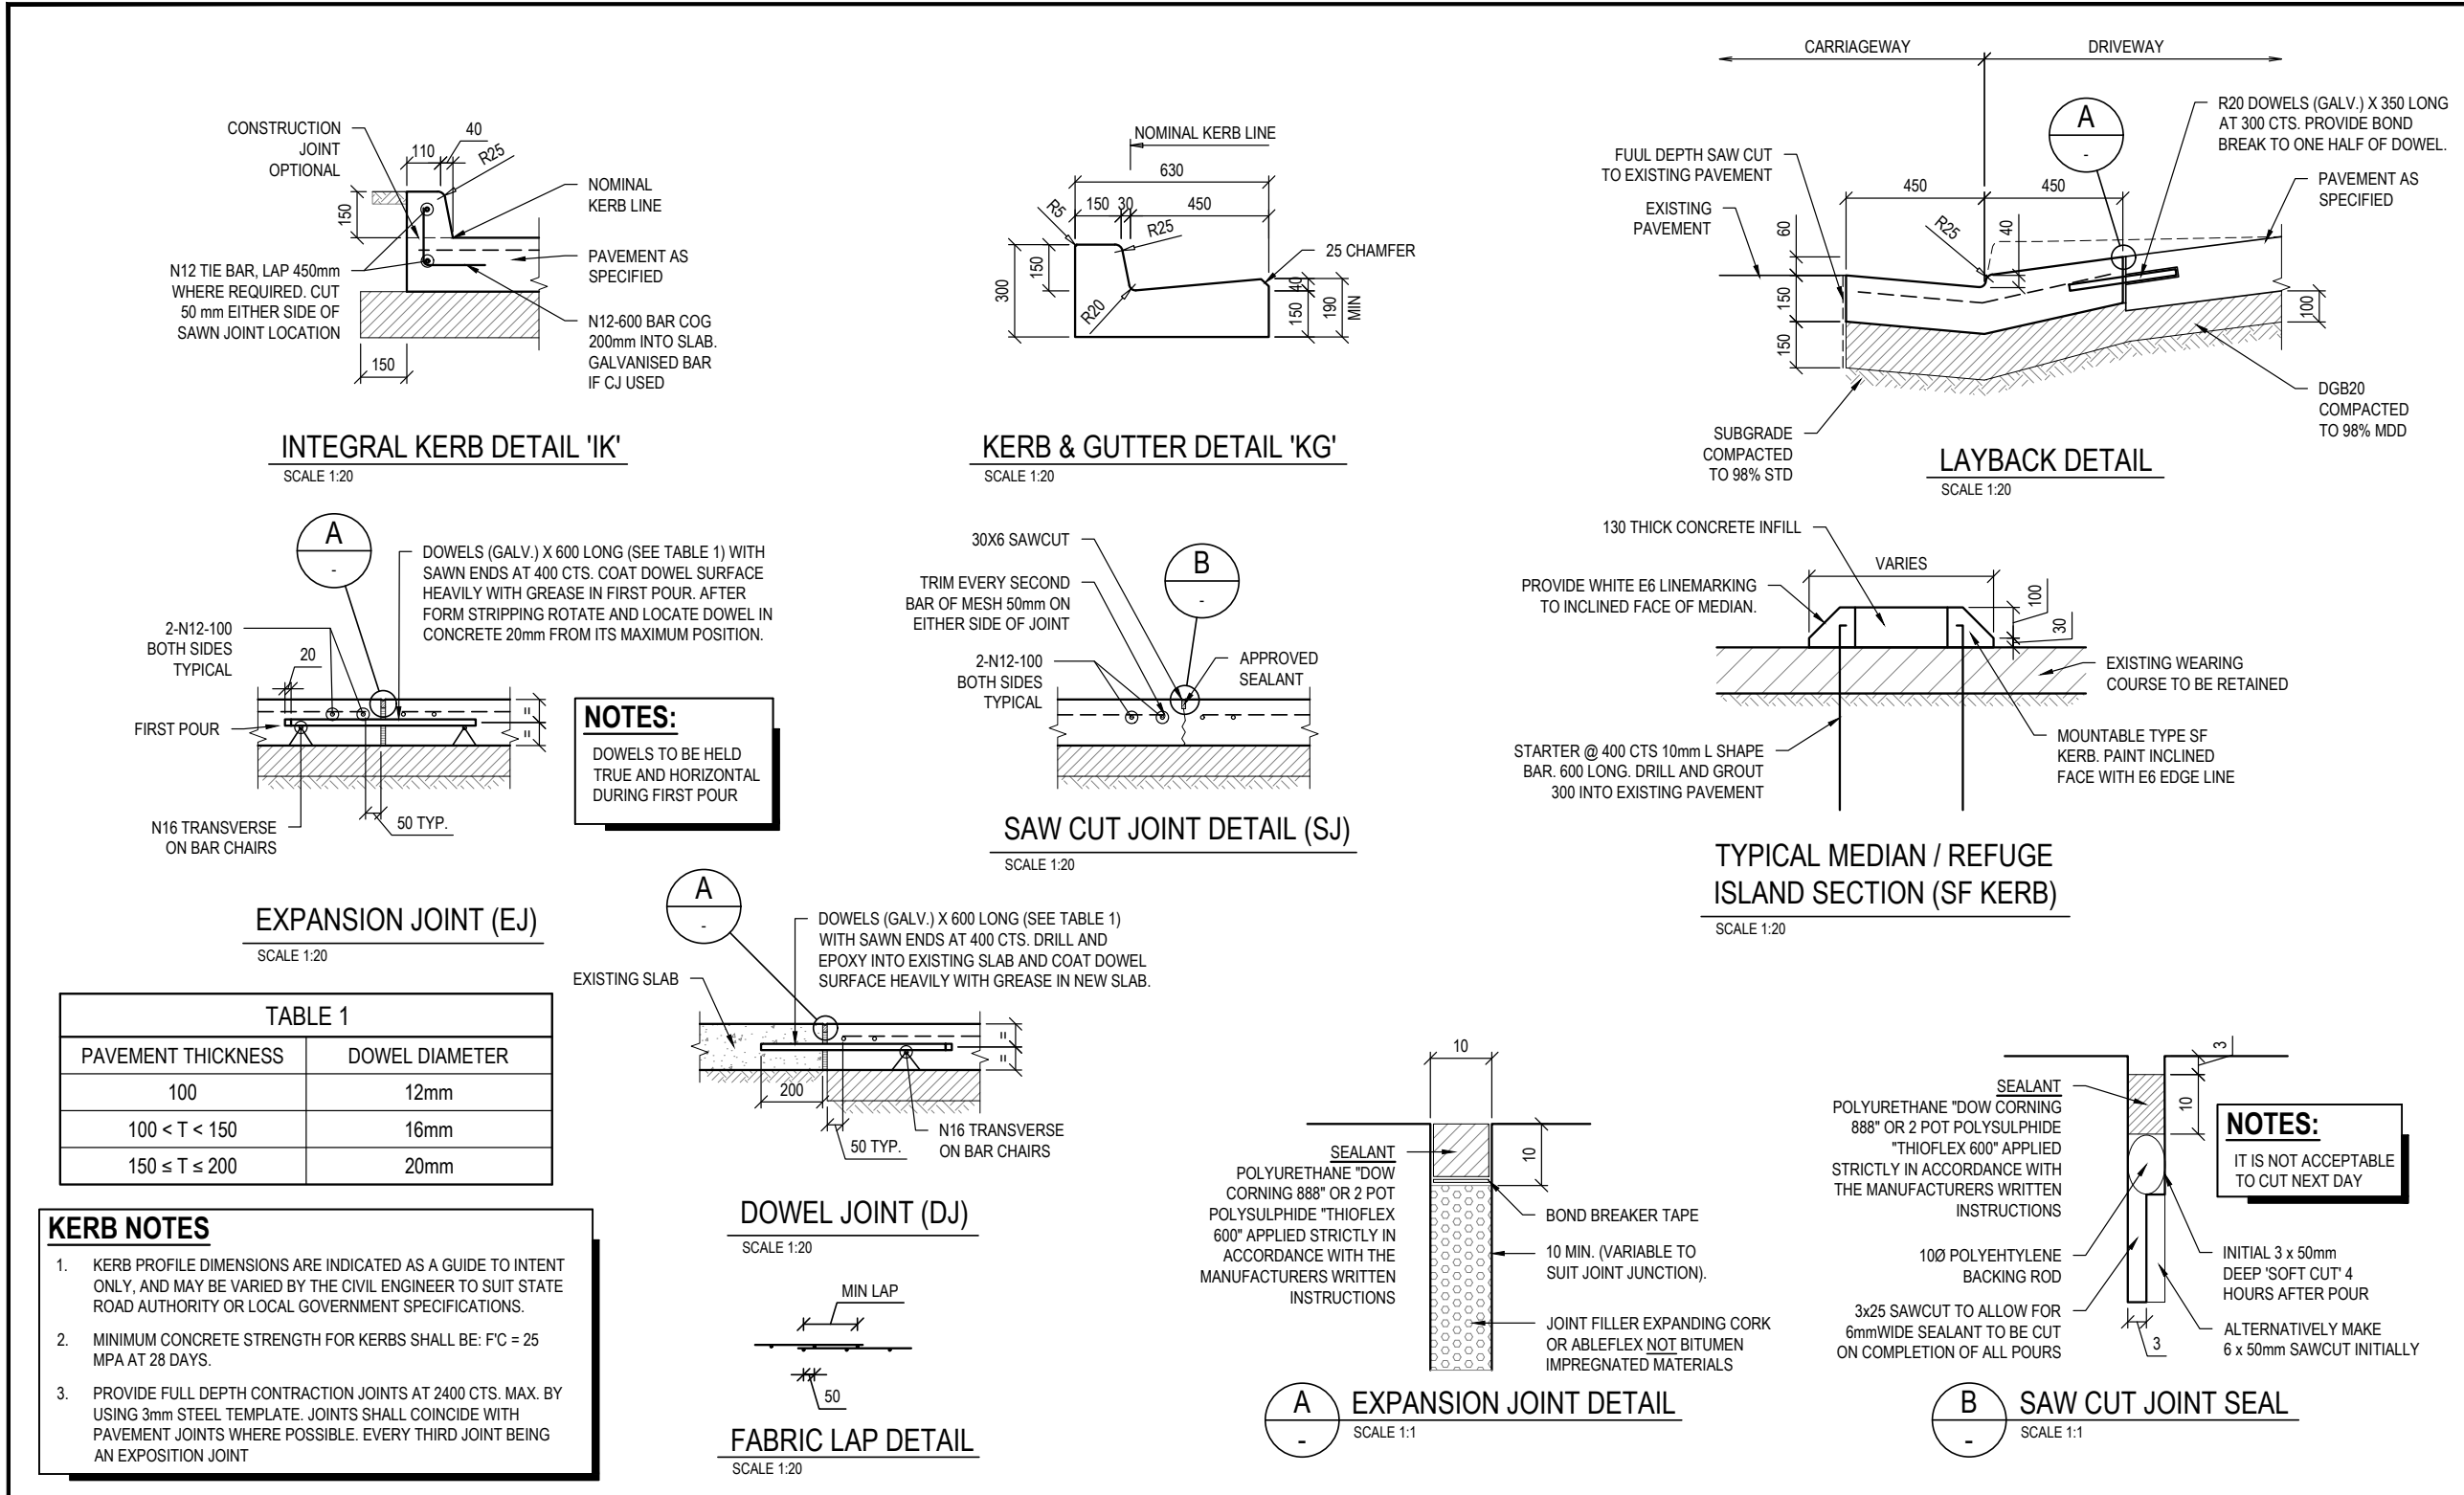 CONSTRUCTION
JOINT
OPTIONAL
110
40
R25
150
NOMINAL
KERB LINE
PAVEMENT AS
SPECIFIED
N12 TIE BAR, LAP 450mm
WHERE REQUIRED. CUT
50 mm EITHER SIDE OF
SAWN JOINT LOCATION
N12-600 BAR COG
200mm INTO SLAB.
GALVANISED BAR
IF CJ USED
150
INTEGRAL KERB DETAIL 'IK'
SCALE 1:20
NOMINAL KERB LINE
630
150
30
450
R5
R25
25 CHAMFER
300
150
R20
40
150
190
MIN
KERB & GUTTER DETAIL 'KG'
SCALE 1:20
CARRIAGEWAY
DRIVEWAY
A
-
R20 DOWELS (GALV.) X 350 LONG
AT 300 CTS. PROVIDE BOND
BREAK TO ONE HALF OF DOWEL.
FUUL DEPTH SAW CUT
TO EXISTING PAVEMENT
450
450
PAVEMENT AS
SPECIFIED
EXISTING
PAVEMENT
60
R25
40
150
150
100
DGB20
COMPACTED
TO 98% MDD
SUBGRADE
COMPACTED
TO 98% STD
LAYBACK DETAIL
SCALE 1:20
A
-
DOWELS (GALV.) X 600 LONG (SEE TABLE 1) WITH
SAWN ENDS AT 400 CTS. COAT DOWEL SURFACE
HEAVILY WITH GREASE IN FIRST POUR. AFTER
FORM STRIPPING ROTATE AND LOCATE DOWEL IN
CONCRETE 20mm FROM ITS MAXIMUM POSITION.
2-N12-100
BOTH SIDES
TYPICAL
20
FIRST POUR
=
=
N16 TRANSVERSE
ON BAR CHAIRS
50 TYP.
NOTES:
DOWELS TO BE HELD
TRUE AND HORIZONTAL
DURING FIRST POUR
EXPANSION JOINT (EJ)
SCALE 1:20
30X6 SAWCUT
B
-
TRIM EVERY SECOND
BAR OF MESH 50mm ON
EITHER SIDE OF JOINT
2-N12-100
BOTH SIDES
TYPICAL
APPROVED
SEALANT
SAW CUT JOINT DETAIL (SJ)
SCALE 1:20
130 THICK CONCRETE INFILL
VARIES
PROVIDE WHITE E6 LINEMARKING
TO INCLINED FACE OF MEDIAN.
100
30
EXISTING WEARING
COURSE TO BE RETAINED
STARTER @ 400 CTS 10mm L SHAPE
BAR. 600 LONG. DRILL AND GROUT
300 INTO EXISTING PAVEMENT
MOUNTABLE TYPE SF
KERB. PAINT INCLINED
FACE WITH E6 EDGE LINE
TYPICAL MEDIAN / REFUGE
ISLAND SECTION (SF KERB)
SCALE 1:20
TABLE 1
PAVEMENT THICKNESS DOWEL DIAMETER
100 12mm
100 < T < 150 16mm
150 ≤ T ≤ 200 20mm
A
-
DOWELS (GALV.) X 600 LONG (SEE TABLE 1)
WITH SAWN ENDS AT 400 CTS. DRILL AND
EPOXY INTO EXISTING SLAB AND COAT DOWEL
SURFACE HEAVILY WITH GREASE IN NEW SLAB.
EXISTING SLAB
=
=
200
50 TYP.
N16 TRANSVERSE
ON BAR CHAIRS
DOWEL JOINT (DJ)
SCALE 1:20
MIN LAP
50
FABRIC LAP DETAIL
SCALE 1:20
KERB NOTES
1. KERB PROFILE DIMENSIONS ARE INDICATED AS A GUIDE TO INTENT
ONLY, AND MAY BE VARIED BY THE CIVIL ENGINEER TO SUIT STATE
ROAD AUTHORITY OR LOCAL GOVERNMENT SPECIFICATIONS.
2. MINIMUM CONCRETE STRENGTH FOR KERBS SHALL BE: F'C = 25
MPA AT 28 DAYS.
3. PROVIDE FULL DEPTH CONTRACTION JOINTS AT 2400 CTS. MAX. BY
USING 3mm STEEL TEMPLATE. JOINTS SHALL COINCIDE WITH
PAVEMENT JOINTS WHERE POSSIBLE. EVERY THIRD JOINT BEING
AN EXPOSITION JOINT
10
10
SEALANT
POLYURETHANE "DOW
CORNING 888" OR 2 POT
POLYSULPHIDE "THIOFLEX
600" APPLIED STRICTLY IN
ACCORDANCE WITH THE
MANUFACTURERS WRITTEN
INSTRUCTIONS
BOND BREAKER TAPE
10 MIN. (VARIABLE TO
SUIT JOINT JUNCTION).
JOINT FILLER EXPANDING CORK
OR ABLEFLEX NOT BITUMEN
IMPREGNATED MATERIALS
A
-
EXPANSION JOINT DETAIL
SCALE 1:1
3
10
SEALANT
POLYURETHANE "DOW CORNING
888" OR 2 POT POLYSULPHIDE
"THIOFLEX 600" APPLIED
STRICTLY IN ACCORDANCE WITH
THE MANUFACTURERS WRITTEN
INSTRUCTIONS
NOTES:
IT IS NOT ACCEPTABLE
TO CUT NEXT DAY
10Ø POLYEHTYLENE
BACKING ROD
INITIAL 3 x 50mm
DEEP 'SOFT CUT' 4
HOURS AFTER POUR
3x25 SAWCUT TO ALLOW FOR
6mmWIDE SEALANT TO BE CUT
ON COMPLETION OF ALL POURS
3
ALTERNATIVELY MAKE
6 x 50mm SAWCUT INITIALLY
B
-
SAW CUT JOINT SEAL
SCALE 1:1